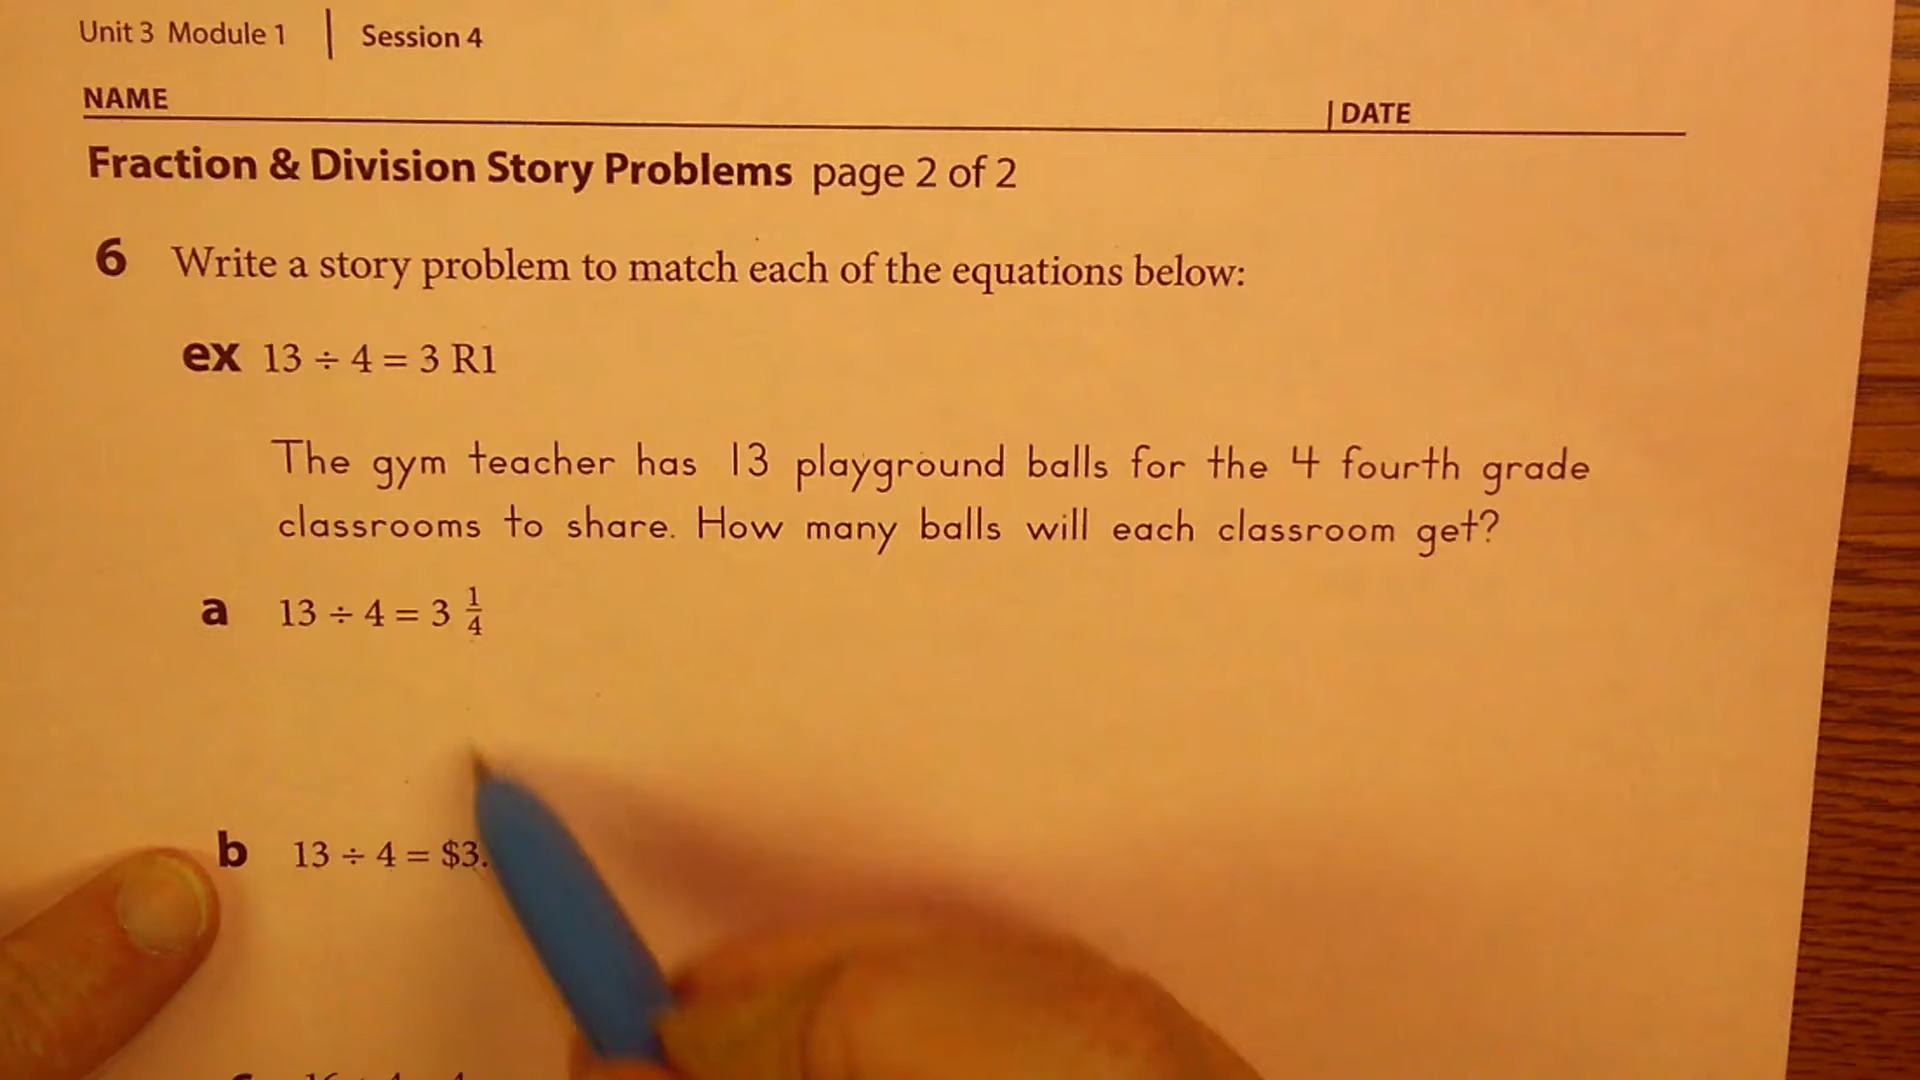 Unit 3 Module 1 | Session 4
NAME | DATE
Fraction & Division Story Problems page 2 of 2
6 Write a story problem to match each of the equations below:
ex 13 ÷ 4 = 3 R1
The gym teacher has 13 playground balls for the 4 fourth grade
classrooms to share. How many balls will each classroom get?
a 13 ÷ 4 = 3 1/4
b 13 ÷ 4 = $3.